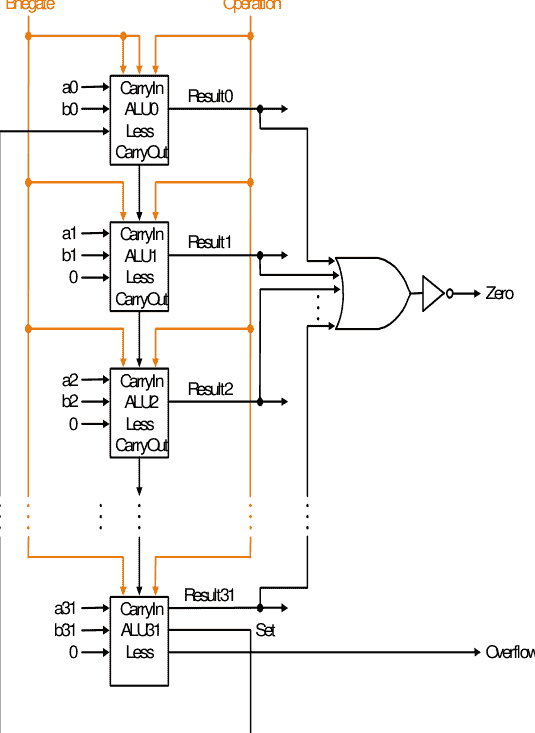 Bnegate Operation
a0 CarryIn Result0
b0 ALU0
Less
CarryOut
a1 CarryIn Result1
b1 ALU1
0 Less
CarryOut
Zero
a2 CarryIn Result2
b2 ALU2
0 Less
CarryOut
a31 CarryIn Result31
b31 ALU31 Set
0 Less Overflow